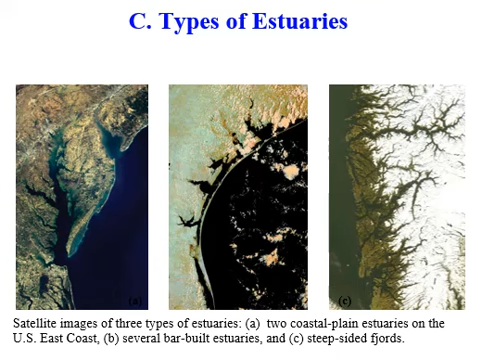 C. Types of Estuaries
(a)
(c)
Satellite images of three types of estuaries: (a) two coastal-plain estuaries on the
U.S. East Coast, (b) several bar-built estuaries, and (c) steep-sided fjords.